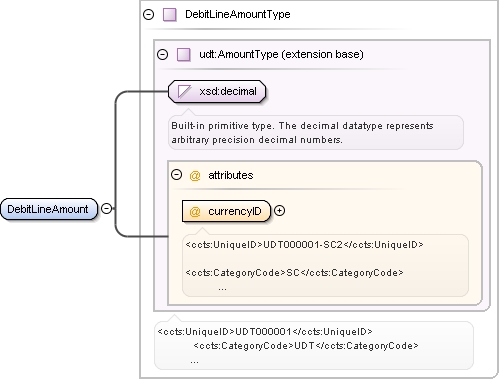 DebitLineAmountType
udt:AmountType (extension base)
xsd:decimal
Built-in primitive type. The decimal datatype represents
arbitrary precision decimal numbers.
@ attributes
DebitLineAmount
@ currencyID
<ccts:UniqueID>UDT000001-SC2</ccts:UniqueID>
<ccts:CategoryCode>SC</ccts:CategoryCode>
...
<ccts:UniqueID>UDT000001</ccts:UniqueID>
<ccts:CategoryCode>UDT</ccts:CategoryCode>
...